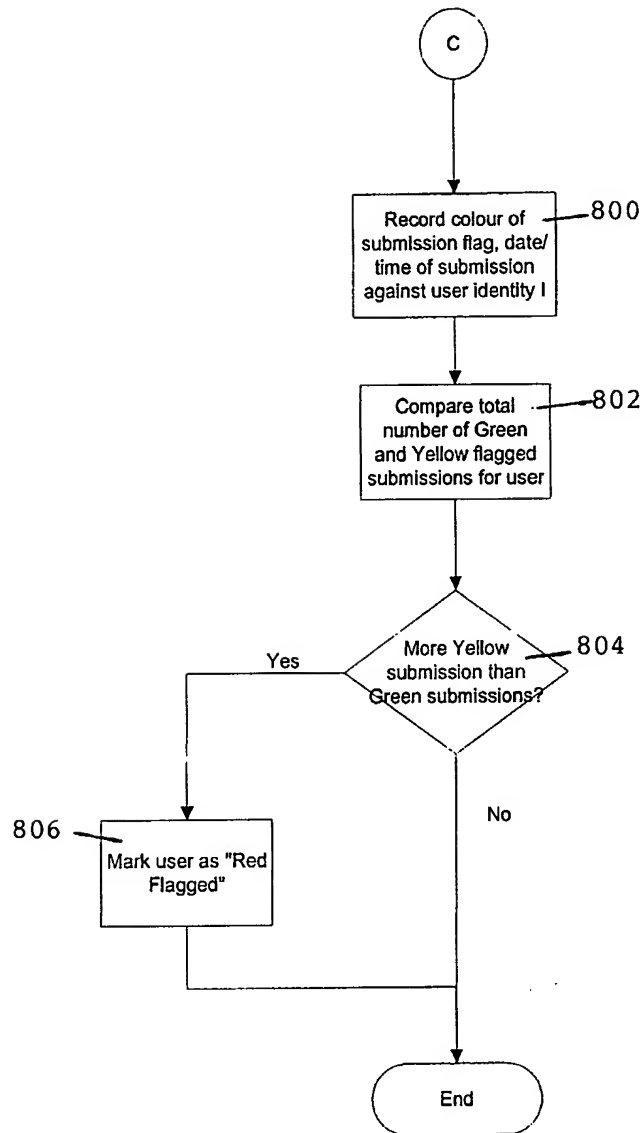 C
Record colour of
submission flag, date/
time of submission
against user identity I
800
Compare total
number of Green
and Yellow flagged
submissions for user
802
More Yellow
submission than
Green submissions?
804
Yes
No
806
Mark user as "Red
Flagged"
End